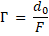 Γ = d₀/F